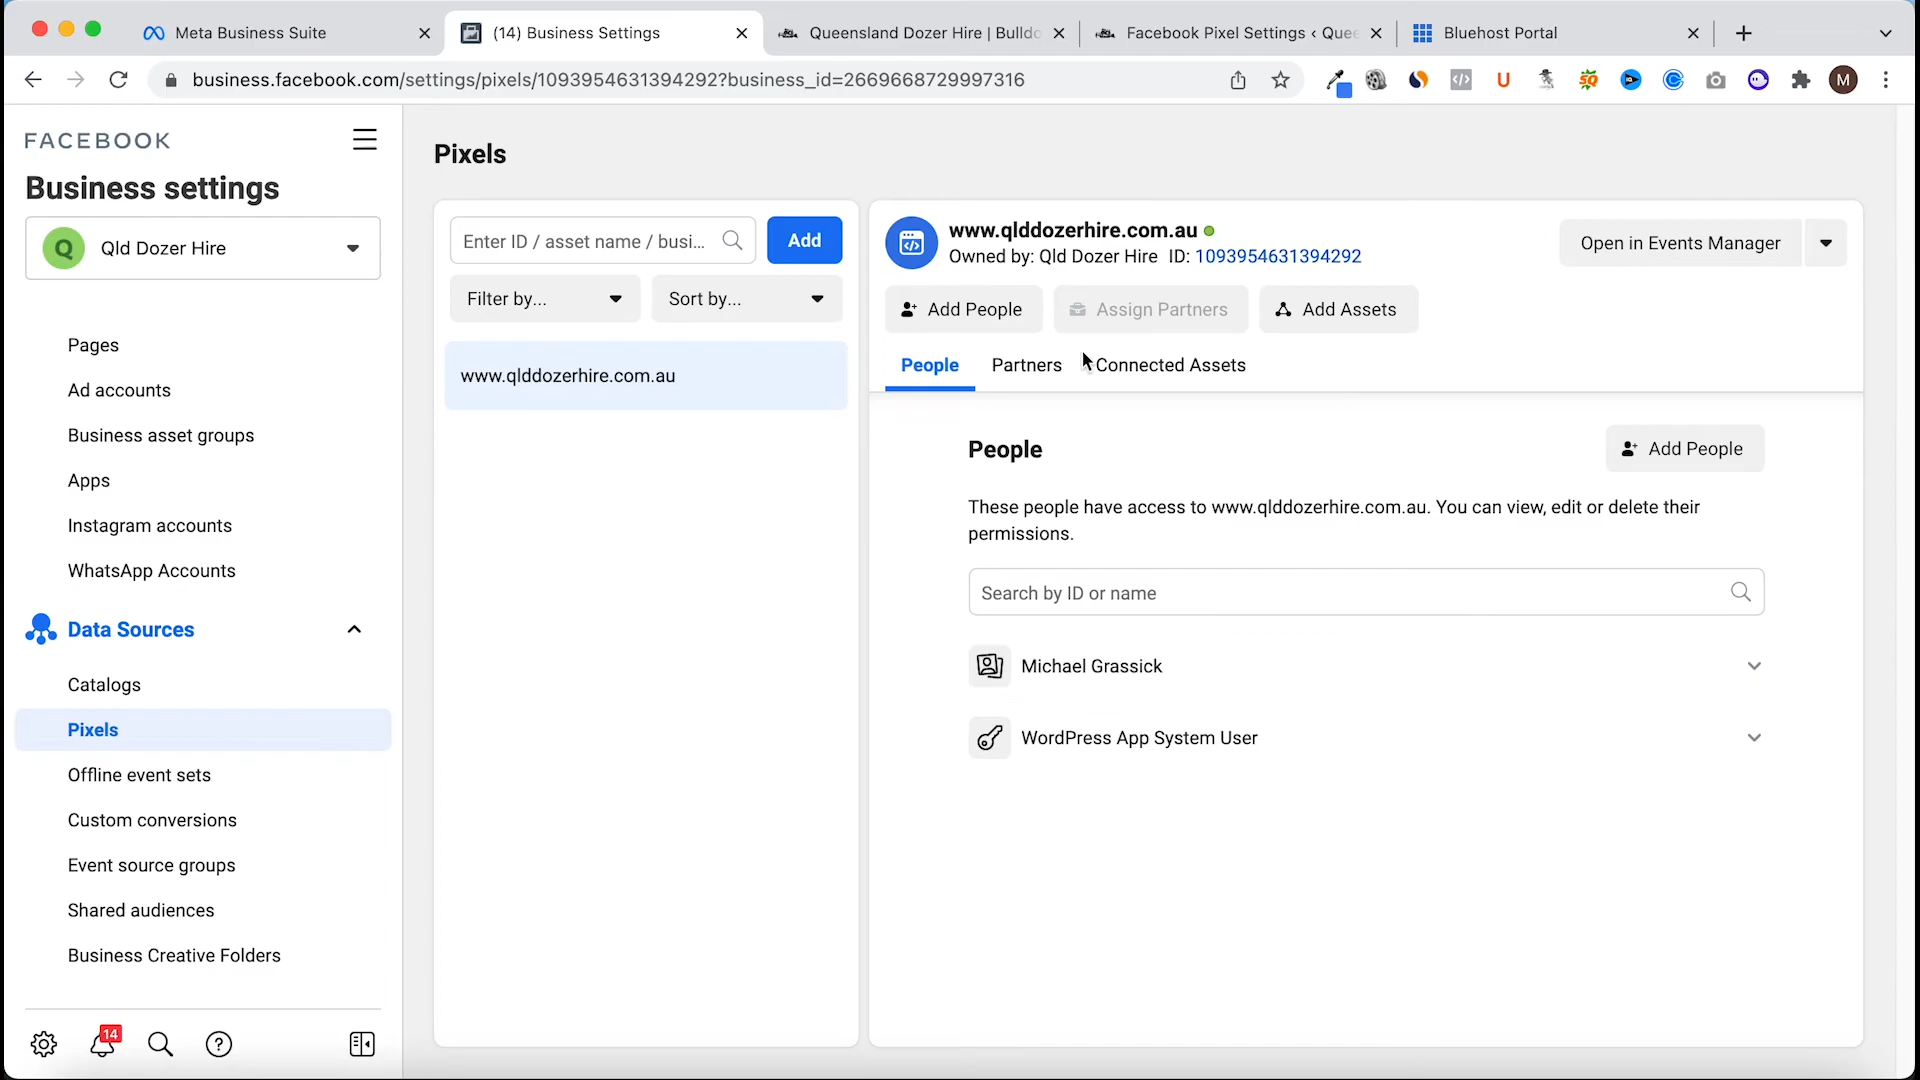 Meta Business Suite
(14) Business Settings
Queensland Dozer Hire | Bulldo
Facebook Pixel Settings ‹ Quee
Bluehost Portal
business.facebook.com/settings/pixels/1093954631394292?business_id=2669668729997316
U
M
FACEBOOK
Business settings
Q
Qld Dozer Hire
Pages
Ad accounts
Business asset groups
Apps
Instagram accounts
WhatsApp Accounts
Data Sources
Catalogs
Pixels
Offline event sets
Custom conversions
Event source groups
Shared audiences
Business Creative Folders
14
Pixels
Enter ID / asset name / busi...
Add
Filter by...
Sort by...
www.qlddozerhire.com.au
www.qlddozerhire.com.au
Owned by: Qld Dozer Hire ID: 1093954631394292
Open in Events Manager
Add People
Assign Partners
Add Assets
People
Partners
Connected Assets
People
Add People
These people have access to www.qlddozerhire.com.au. You can view, edit or delete their
permissions.
Search by ID or name
Michael Grassick
WordPress App System User